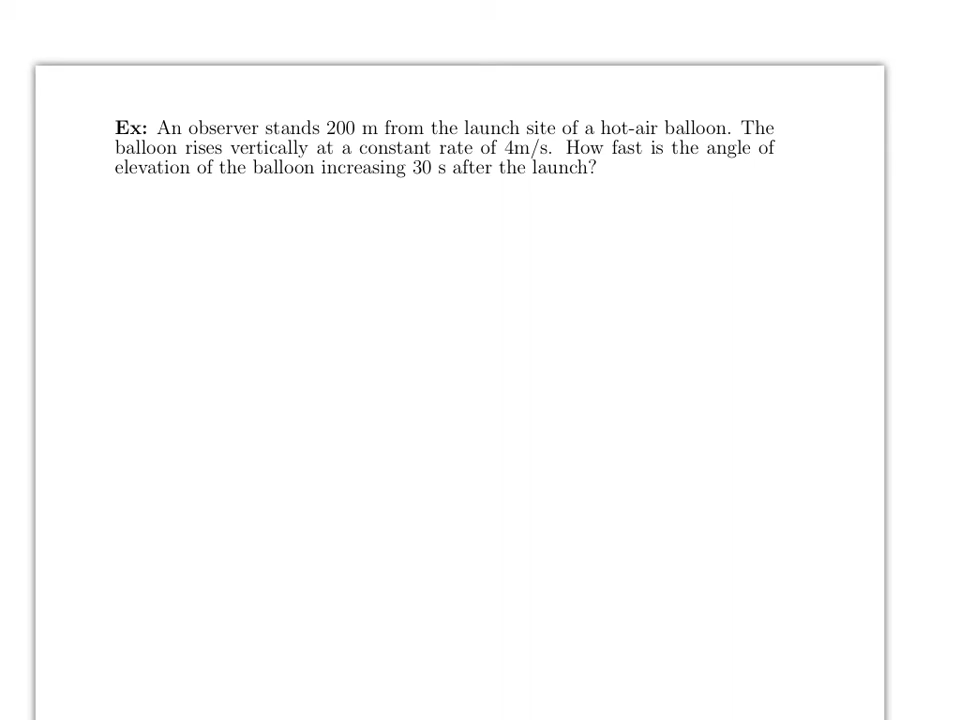 Ex: An observer stands 200 m from the launch site of a hot-air balloon. The
balloon rises vertically at a constant rate of 4m/s. How fast is the angle of
elevation of the balloon increasing 30 s after the launch?